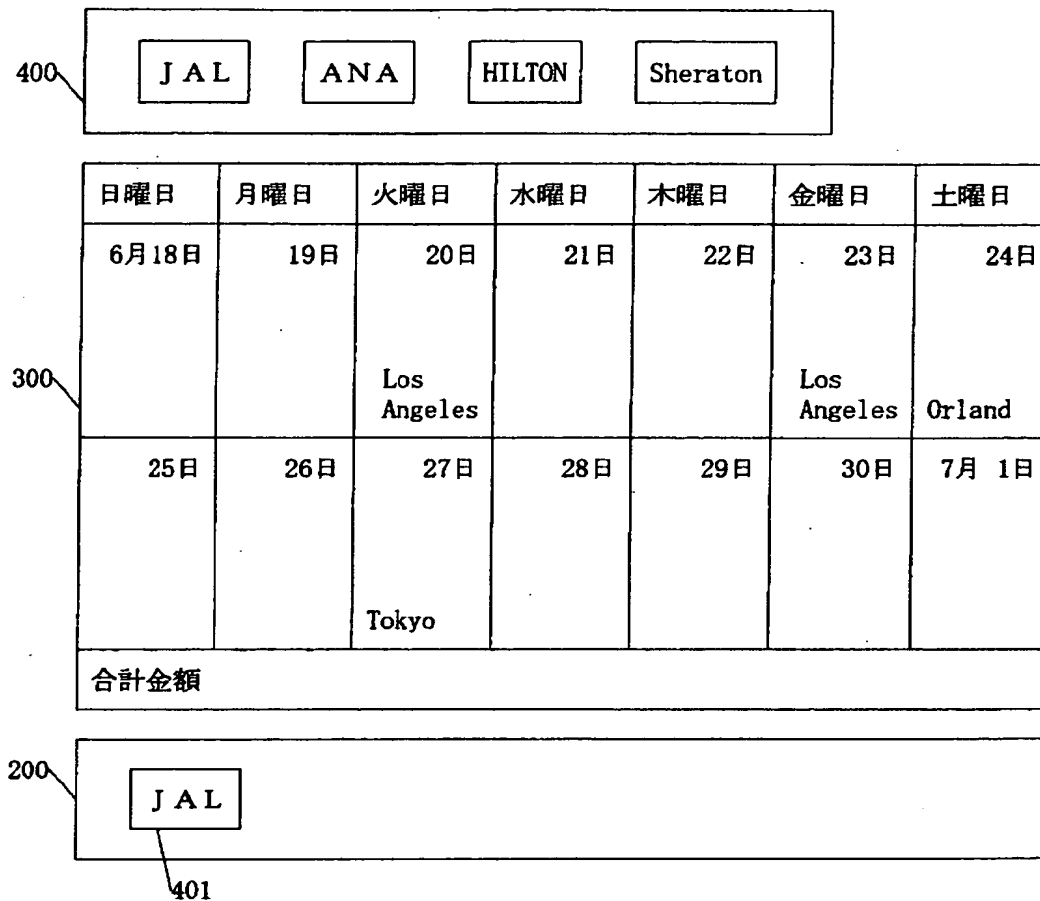 400
JAL ANA HILTON Sheraton
日曜日 月曜日 火曜日 水曜日 木曜日 金曜日 土曜日
6月18日 19日 20日 21日 22日 23日 24日
300
Los Los
Angeles Angeles Orland
25日 26日 27日 28日 29日 30日 7月 1日
Tokyo
合計金額
200
JAL
401